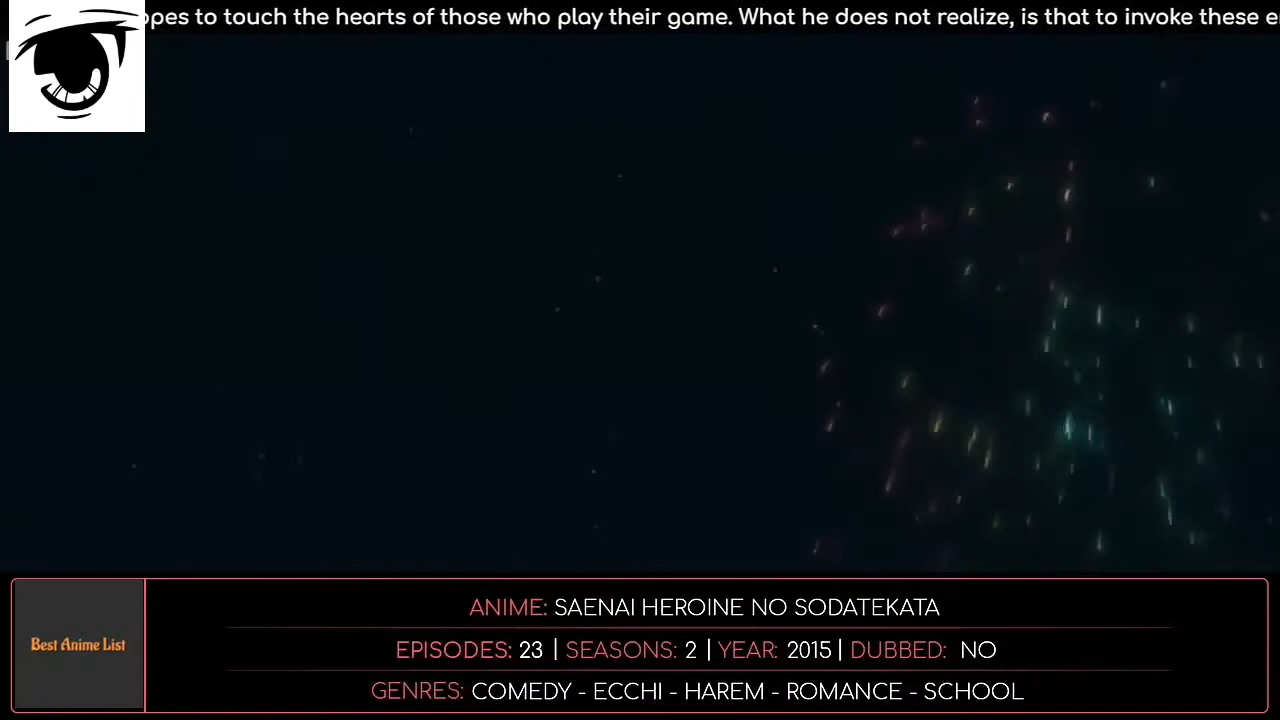 opes to touch the hearts of those who play their game. What he does not realize, is that to invoke these e
Best Anime List
ANIME: SAENAI HEROINE NO SODATEKATA
EPISODES: 23 | SEASONS: 2 | YEAR: 2015 | DUBBED: NO
GENRES: COMEDY - ECCHI - HAREM - ROMANCE - SCHOOL